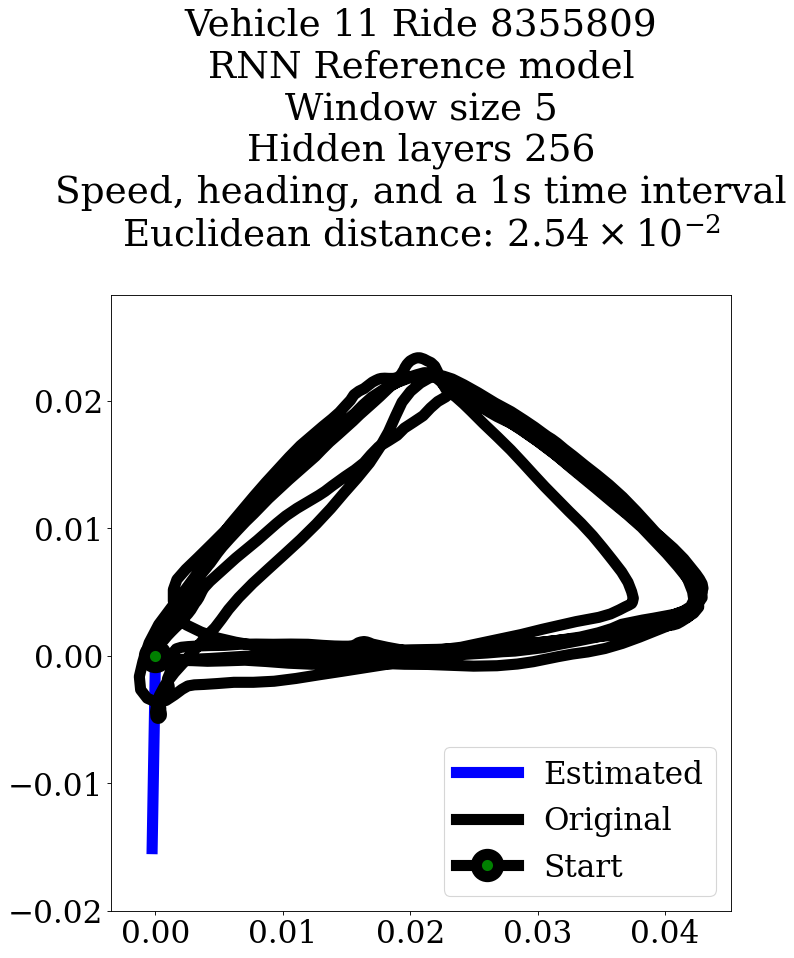 Vehicle 11 Ride 8355809
RNN Reference model
Window size 5
Hidden layers 256
Speed, heading, and a 1s time interval
Euclidean distance: 2.54 × 10⁻²
0.02
0.01
0.00
−0.01
−0.02
0.00 0.01 0.02 0.03 0.04
Estimated
Original
Start